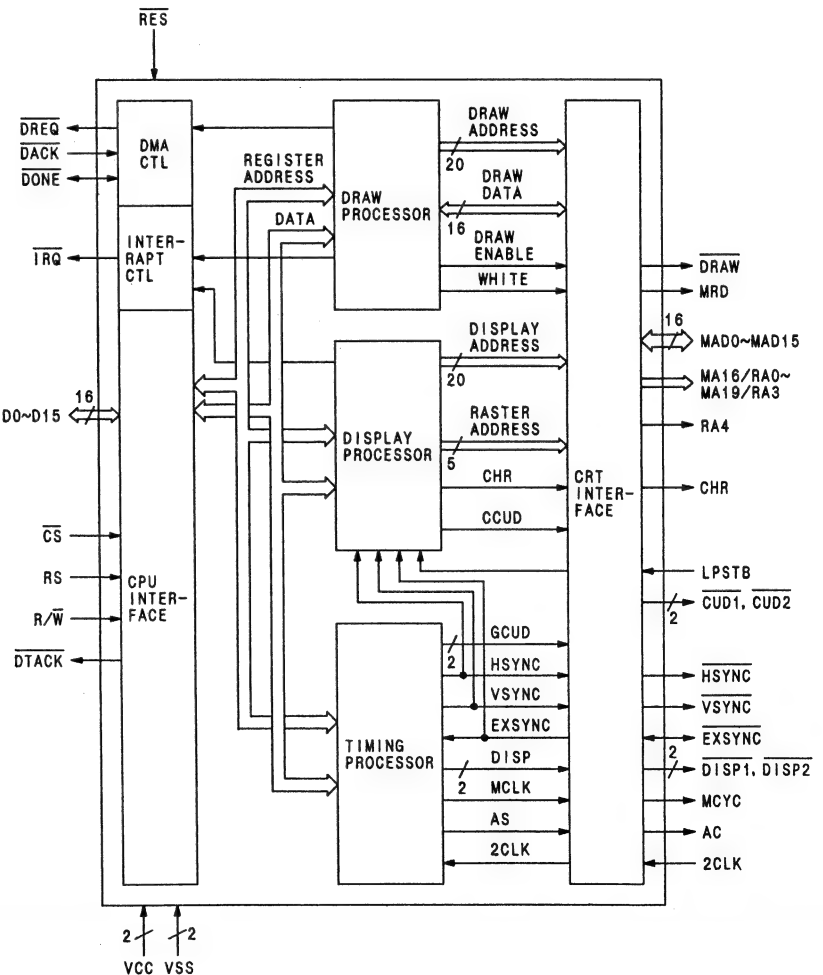 RES
DREQ
DACK
DONE
DMA
CTL
IRQ
INTER-
RAPT
CTL
16
D0~D15
CS
RS
R/W
DTACK
CPU
INTER-
FACE
2
2
VCC VSS
REGISTER
ADDRESS
DATA
DRAW
PROCESSOR
DISPLAY
PROCESSOR
TIMING
PROCESSOR
DRAW
ADDRESS
20
DRAW
DATA
16
DRAW
ENABLE
WHITE
DISPLAY
ADDRESS
20
RASTER
ADDRESS
5
CHR
CCUD
GCUD
2
HSYNC
VSYNC
EXSYNC
DISP
2
MCLK
AS
2CLK
CRT
INTER-
FACE
DRAW
MRD
16
MAD0~MAD15
MA16/RA0~
MA19/RA3
RA4
CHR
LPSTB
CUD1, CUD2
2
HSYNC
VSYNC
EXSYNC
2
DISP1, DISP2
MCYC
AC
2CLK